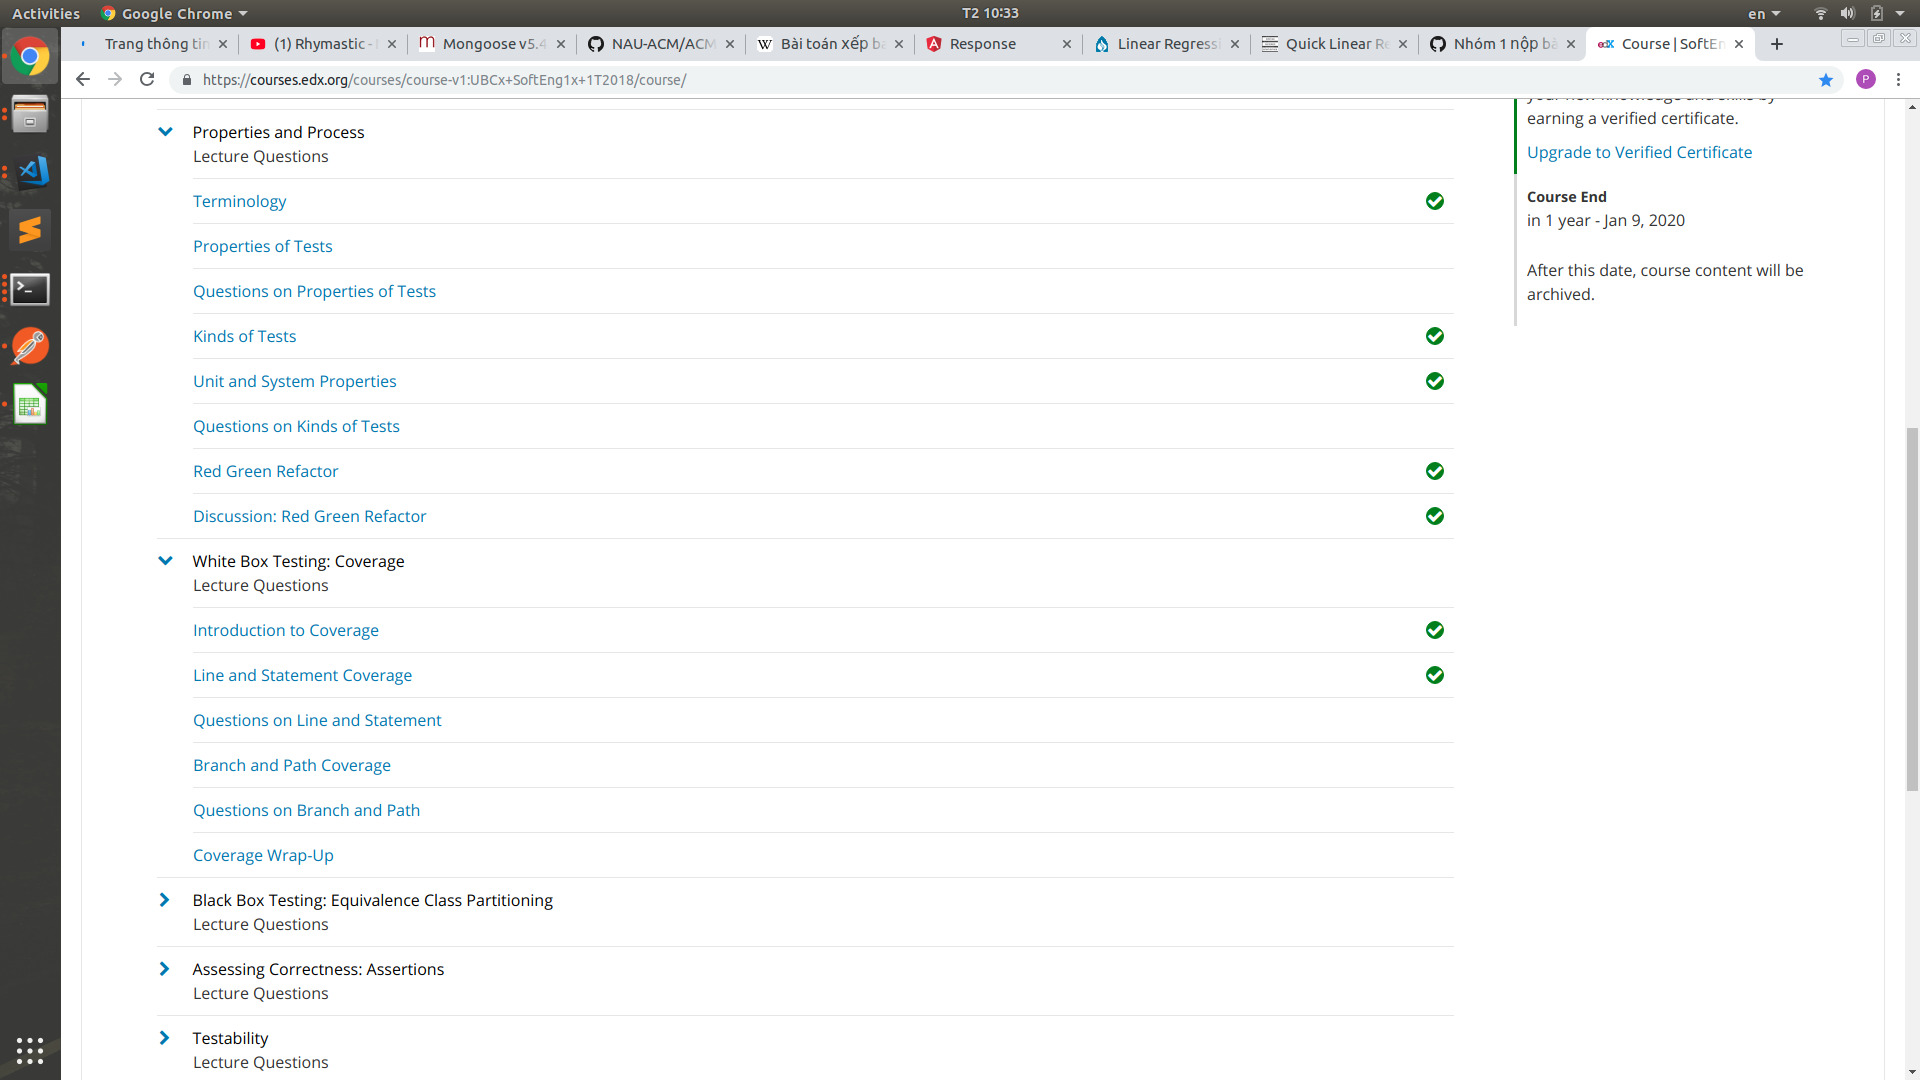 Activities
Google Chrome
T2 10:33
en
Trang thông tin
(1) Rhymastic -
Mongoose v5.4
NAU-ACM/ACM
Bài toán xếp ba
Response
Linear Regress
Quick Linear Re
Nhóm 1 nộp bà
Course | SoftEn
https://courses.edx.org/courses/course-v1:UBCx+SoftEng1x+1T2018/course/
P
Properties and Process
Lecture Questions
Terminology
Properties of Tests
Questions on Properties of Tests
Kinds of Tests
Unit and System Properties
Questions on Kinds of Tests
Red Green Refactor
Discussion: Red Green Refactor
White Box Testing: Coverage
Lecture Questions
Introduction to Coverage
Line and Statement Coverage
Questions on Line and Statement
Branch and Path Coverage
Questions on Branch and Path
Coverage Wrap-Up
Black Box Testing: Equivalence Class Partitioning
Lecture Questions
Assessing Correctness: Assertions
Lecture Questions
Testability
Lecture Questions
your new knowledge and skills by
earning a verified certificate.
Upgrade to Verified Certificate
Course End
in 1 year - Jan 9, 2020
After this date, course content will be
archived.